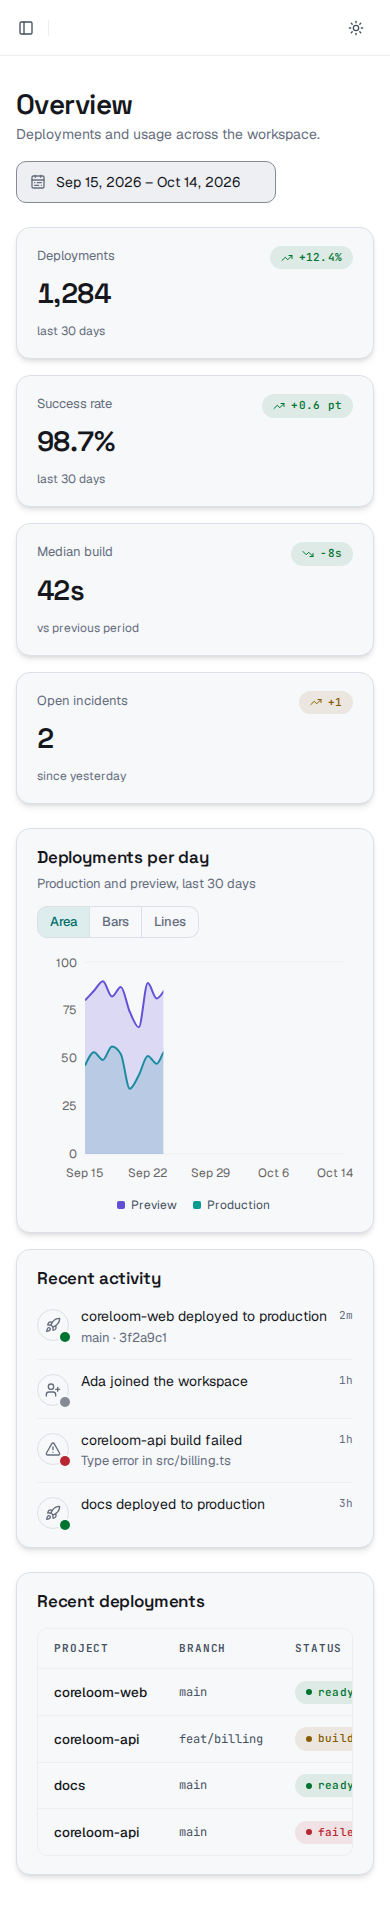 Overview
Deployments and usage across the workspace.
Sep 15, 2026 – Oct 14, 2026
Deployments
+12.4%
1,284
last 30 days
Success rate
+0.6 pt
98.7%
last 30 days
Median build
-8s
42s
vs previous period
Open incidents
+1
2
since yesterday
Deployments per day
Production and preview, last 30 days
Area Bars Lines
100
75
50
25
0
Sep 15 Sep 22 Sep 29 Oct 6 Oct 14
Preview Production
Recent activity
coreloom-web deployed to production 2m
main · 3f2a9c1
Ada joined the workspace 1h
coreloom-api build failed 1h
Type error in src/billing.ts
docs deployed to production 3h
Recent deployments
PROJECT BRANCH STATUS
coreloom-web main ready
coreloom-api feat/billing build
docs main ready
coreloom-api main faile